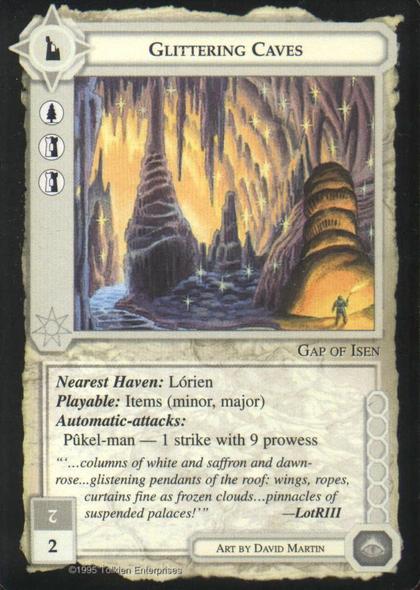 GLITTERING CAVES
GAP OF ISEN
Nearest Haven: Lórien
Playable: Items (minor, major)
Automatic-attacks:
Pûkel-man — 1 strike with 9 prowess
“‘...columns of white and saffron and dawn-
rose...glistening pendants of the roof: wings, ropes,
curtains fine as frozen clouds...pinnacles of
suspended palaces!’” —LotRIII
2
2
ART BY DAVID MARTIN
©1995 Tolkien Enterprises